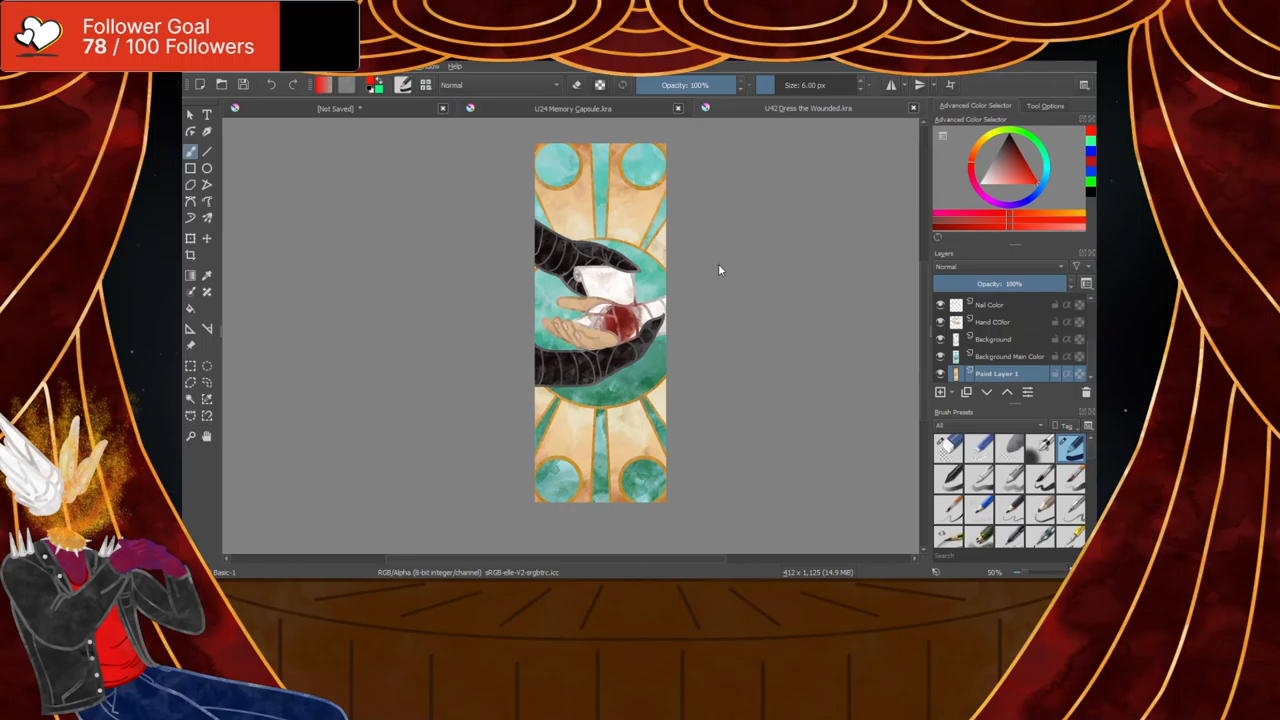 Follower Goal
78 / 100 Followers
Help
Normal
Opacity: 100%
Size: 6.00 px
[Not Saved] *
U24 Memory Capsule.kra
U42 Dress the Wounded.kra
Advanced Color Selector
Tool Options
Advanced Color Selector
Layers
Normal
Opacity: 100%
Nail Color
Hand COlor
Background
Background Main Color
Paint Layer 1
Brush Presets
All
Tag
Search
Basic-1
RGB/Alpha (8-bit integer/channel) sRGB-elle-V2-srgbtrc.icc
412 x 1,125 (14.9 MiB)
50%